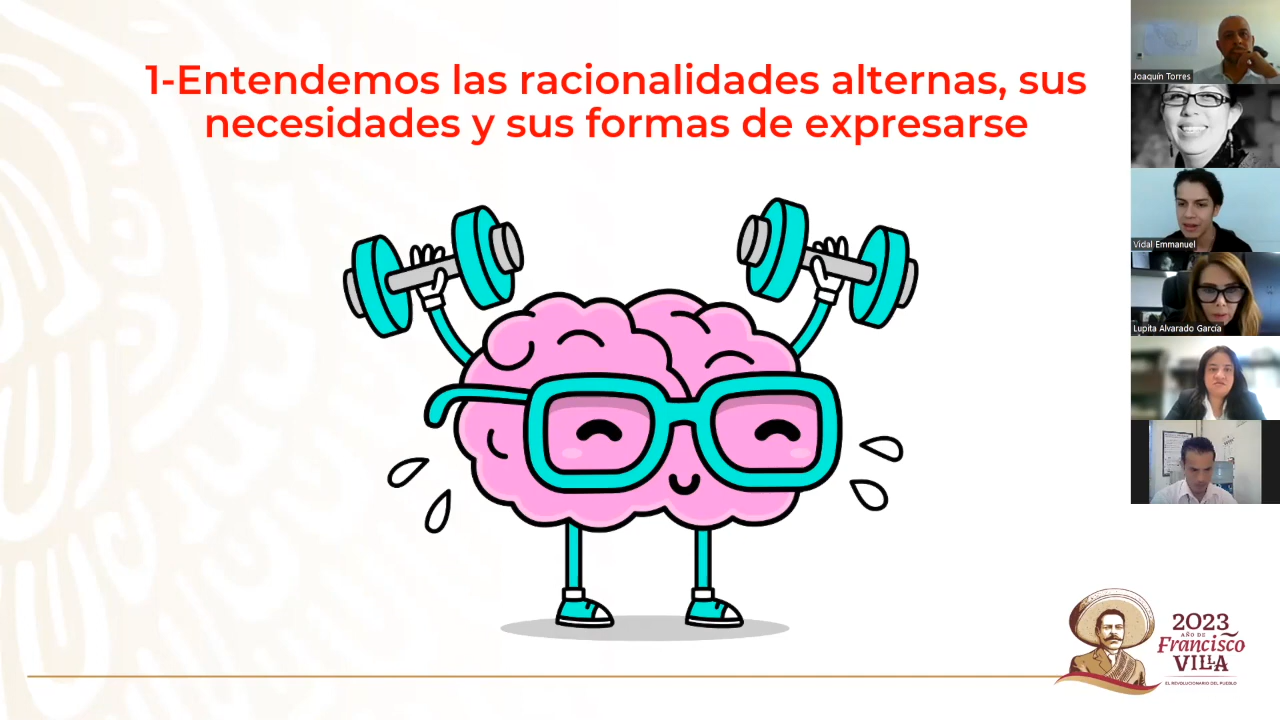 1-Entendemos las racionalidades alternas, sus
necesidades y sus formas de expresarse
Joaquín Torres
Vidal Emmanuel
Lupita Alvarado García
2023
AÑO DE
Francisco
VILLA
EL REVOLUCIONARIO DEL PUEBLO